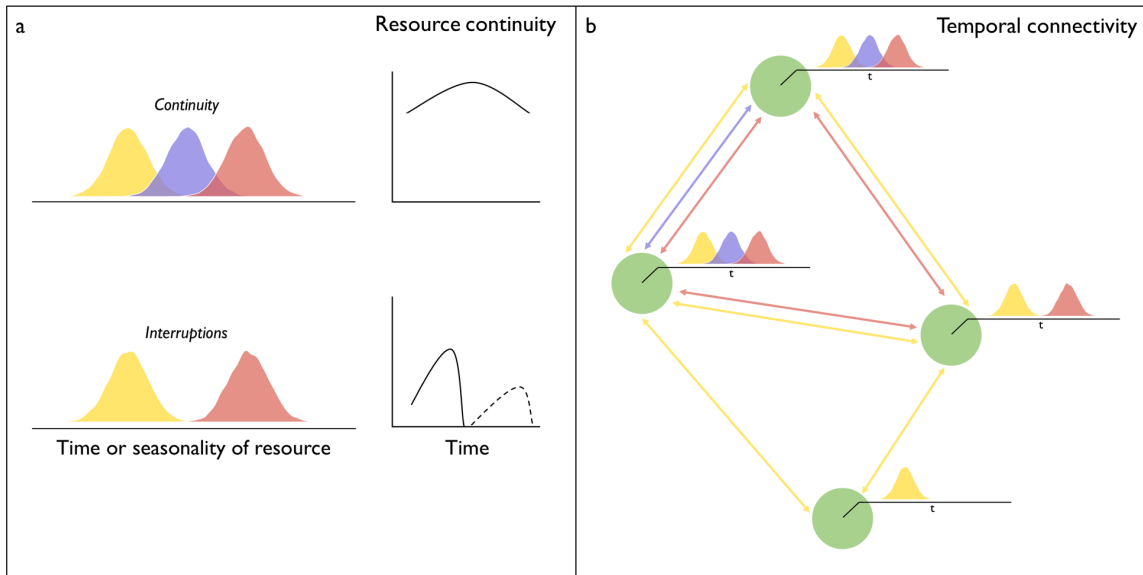 a
Resource continuity
Continuity
Interruptions
Time or seasonality of resource
Time
b
Temporal connectivity
t
t
t
t